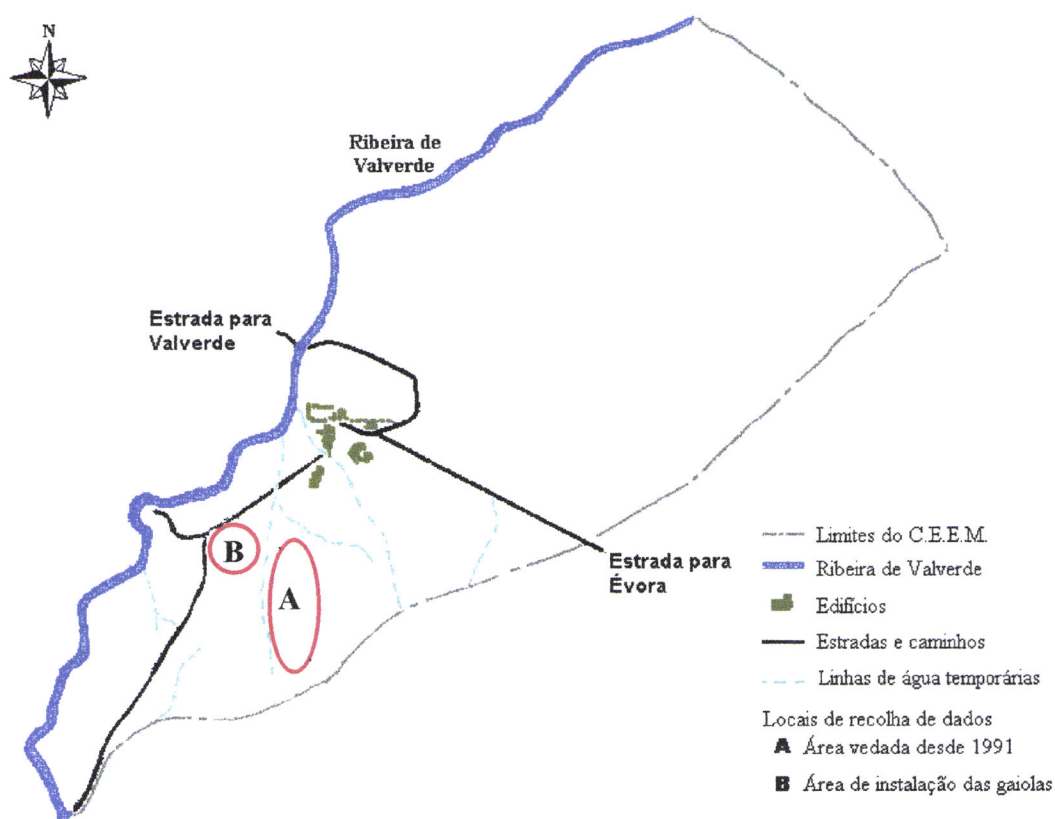 N
Ribeira de
Valverde
Estrada para
Valverde
B
A
Estrada para
Évora
Limites do C.E.E.M.
Ribeira de Valverde
Edifícios
Estradas e caminhos
Linhas de água temporárias
Locais de recolha de dados
A Área vedada desde 1991
B Área de instalação das gaiolas